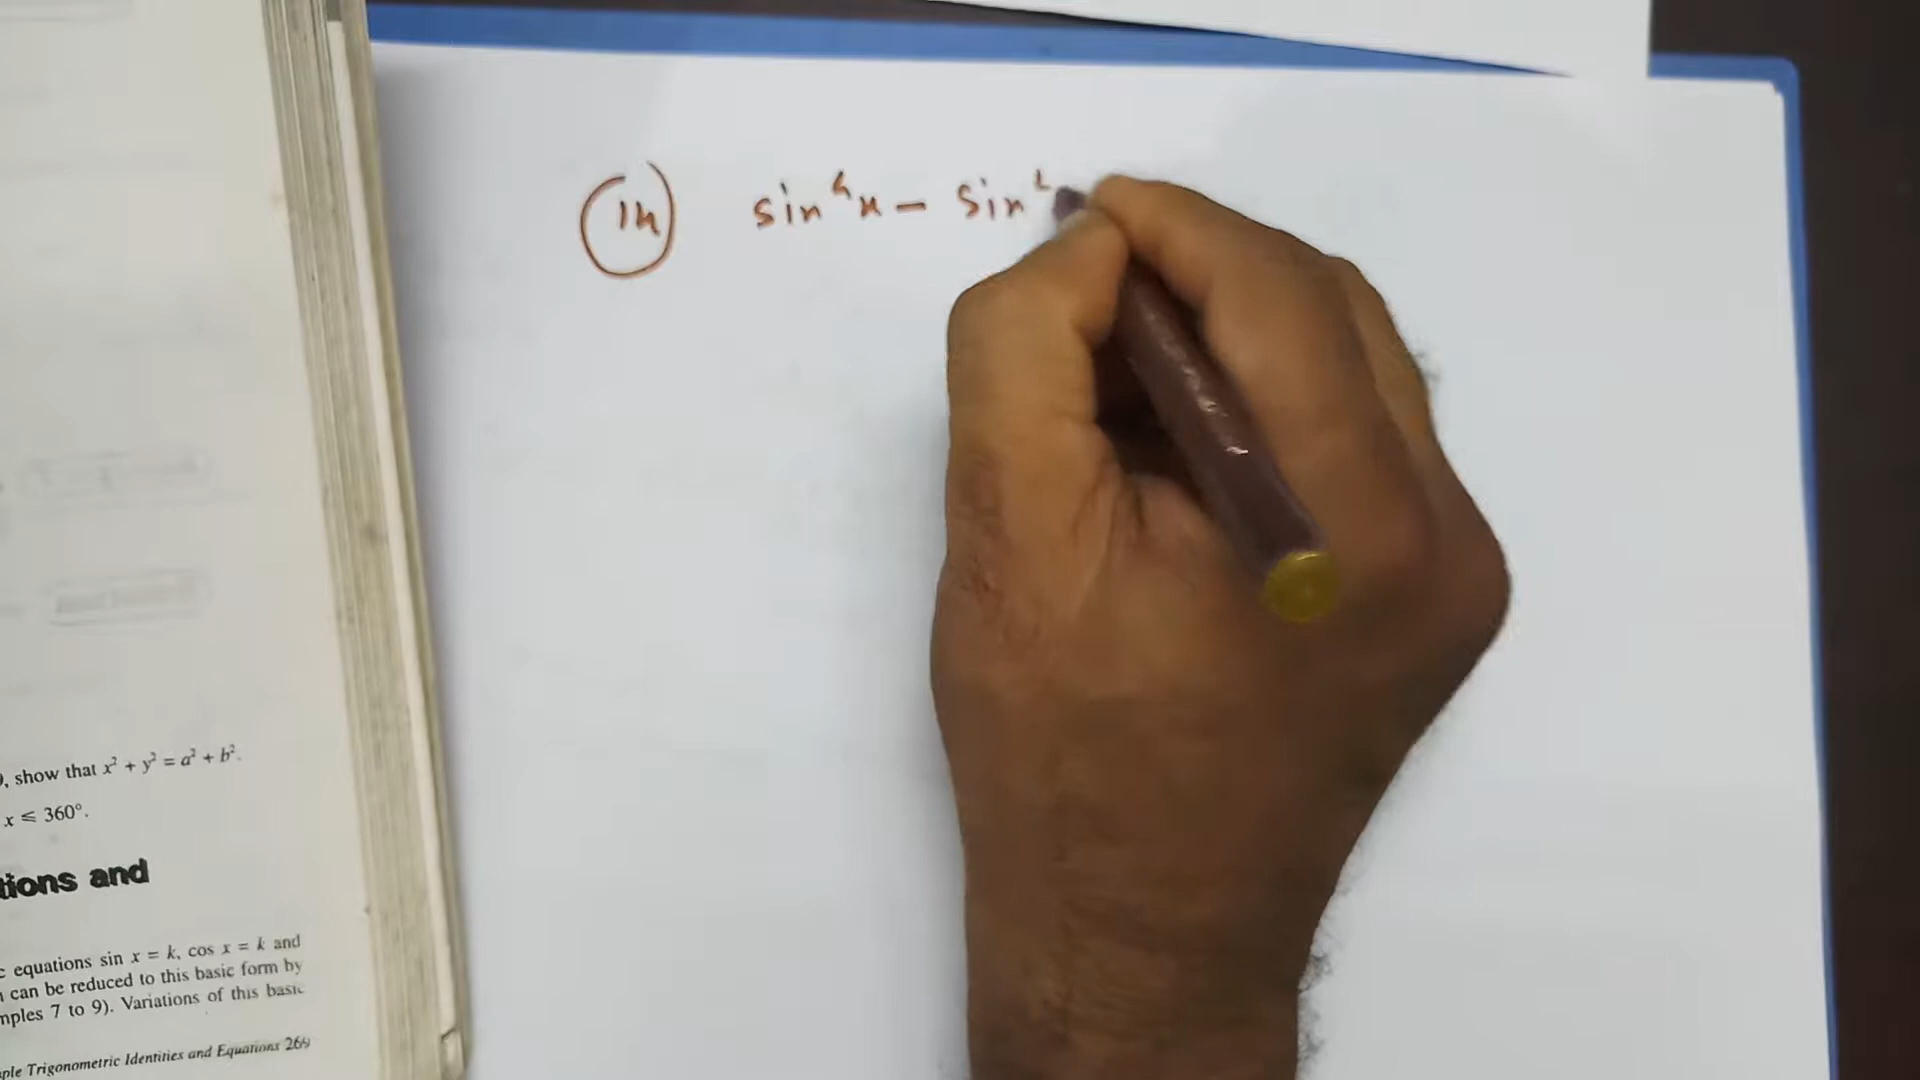 14 sin⁴x - sin²
, show that x² + y² = a² + b².
x ⩽ 360°.
tions and
equations sin x = k, cos x = k and
can be reduced to this basic form by
mples 7 to 9). Variations of this basic
ple Trigonometric Identities and Equations 269